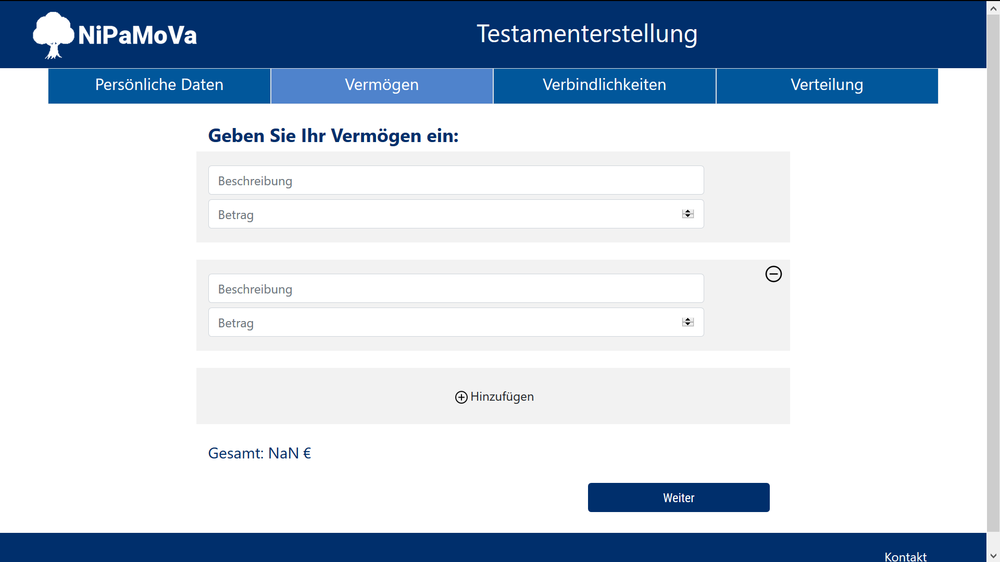 NiPaMoVa
Testamenterstellung
Persönliche Daten
Vermögen
Verbindlichkeiten
Verteilung
Geben Sie Ihr Vermögen ein:
Beschreibung
Betrag
Beschreibung
Betrag
Hinzufügen
Gesamt: NaN €
Weiter
Kontakt